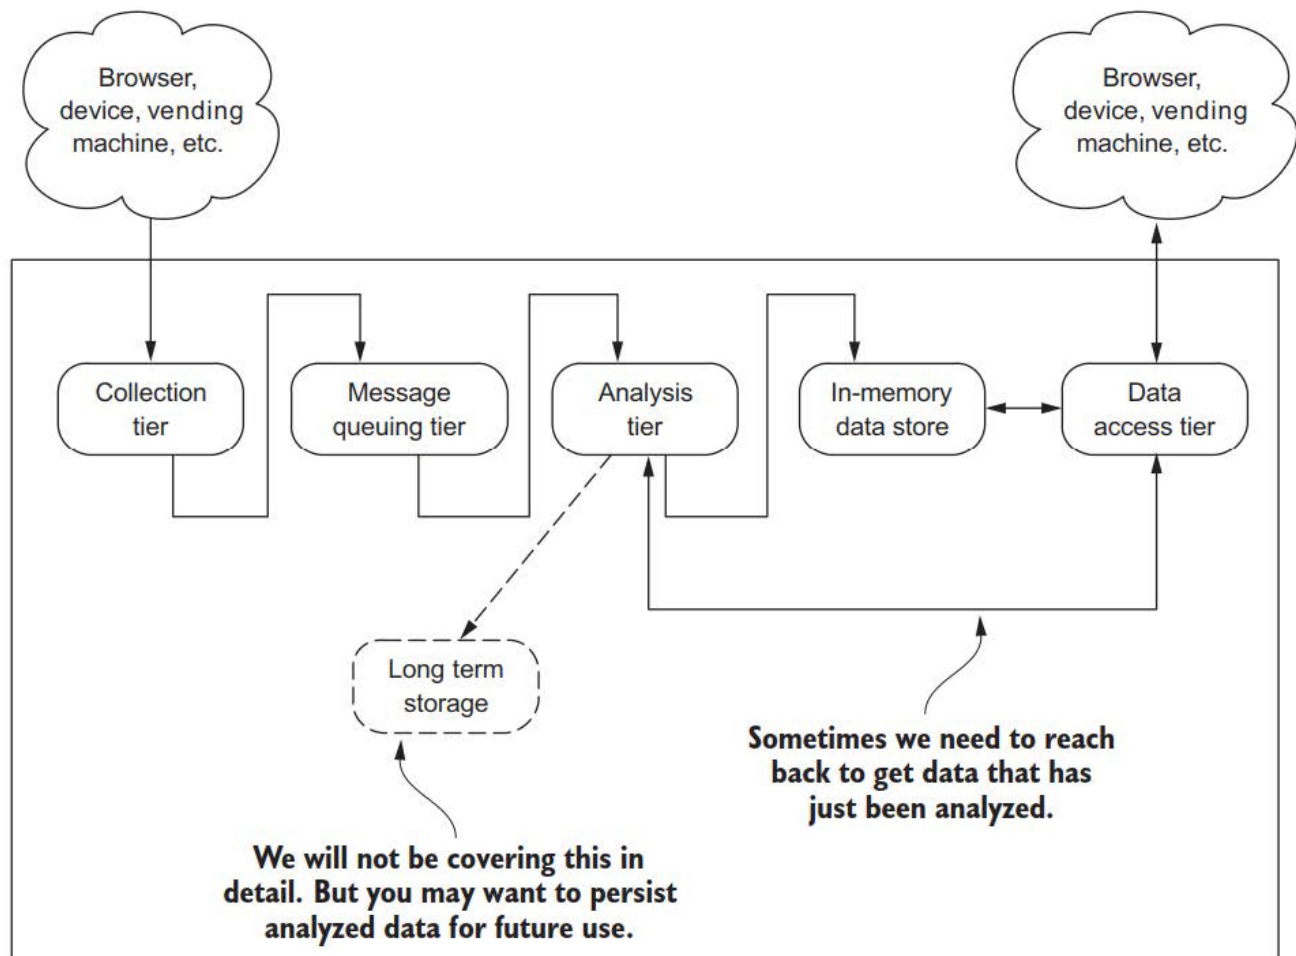 Browser,
device, vending
machine, etc.
Browser,
device, vending
machine, etc.
Collection
tier
Message
queuing tier
Analysis
tier
In-memory
data store
Data
access tier
Long term
storage
Sometimes we need to reach
back to get data that has
just been analyzed.
We will not be covering this in
detail. But you may want to persist
analyzed data for future use.